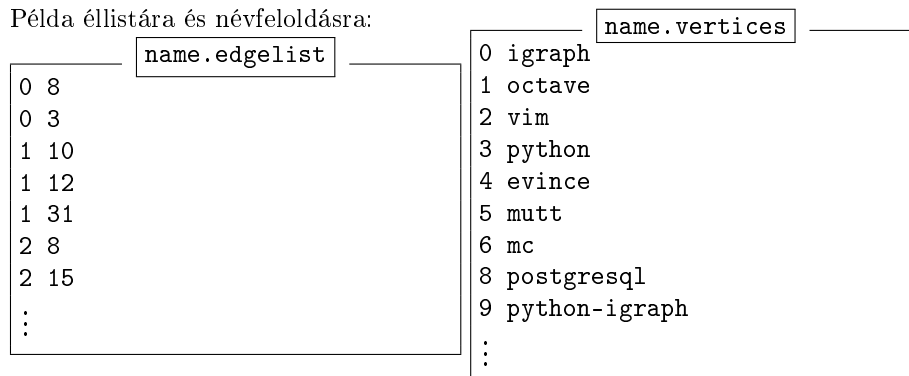 Példa éllistára és névfeloldásra:
name.edgelist
0 8
0 3
1 10
1 12
1 31
2 8
2 15
⋮
name.vertices
0 igraph
1 octave
2 vim
3 python
4 evince
5 mutt
6 mc
8 postgresql
9 python-igraph
⋮